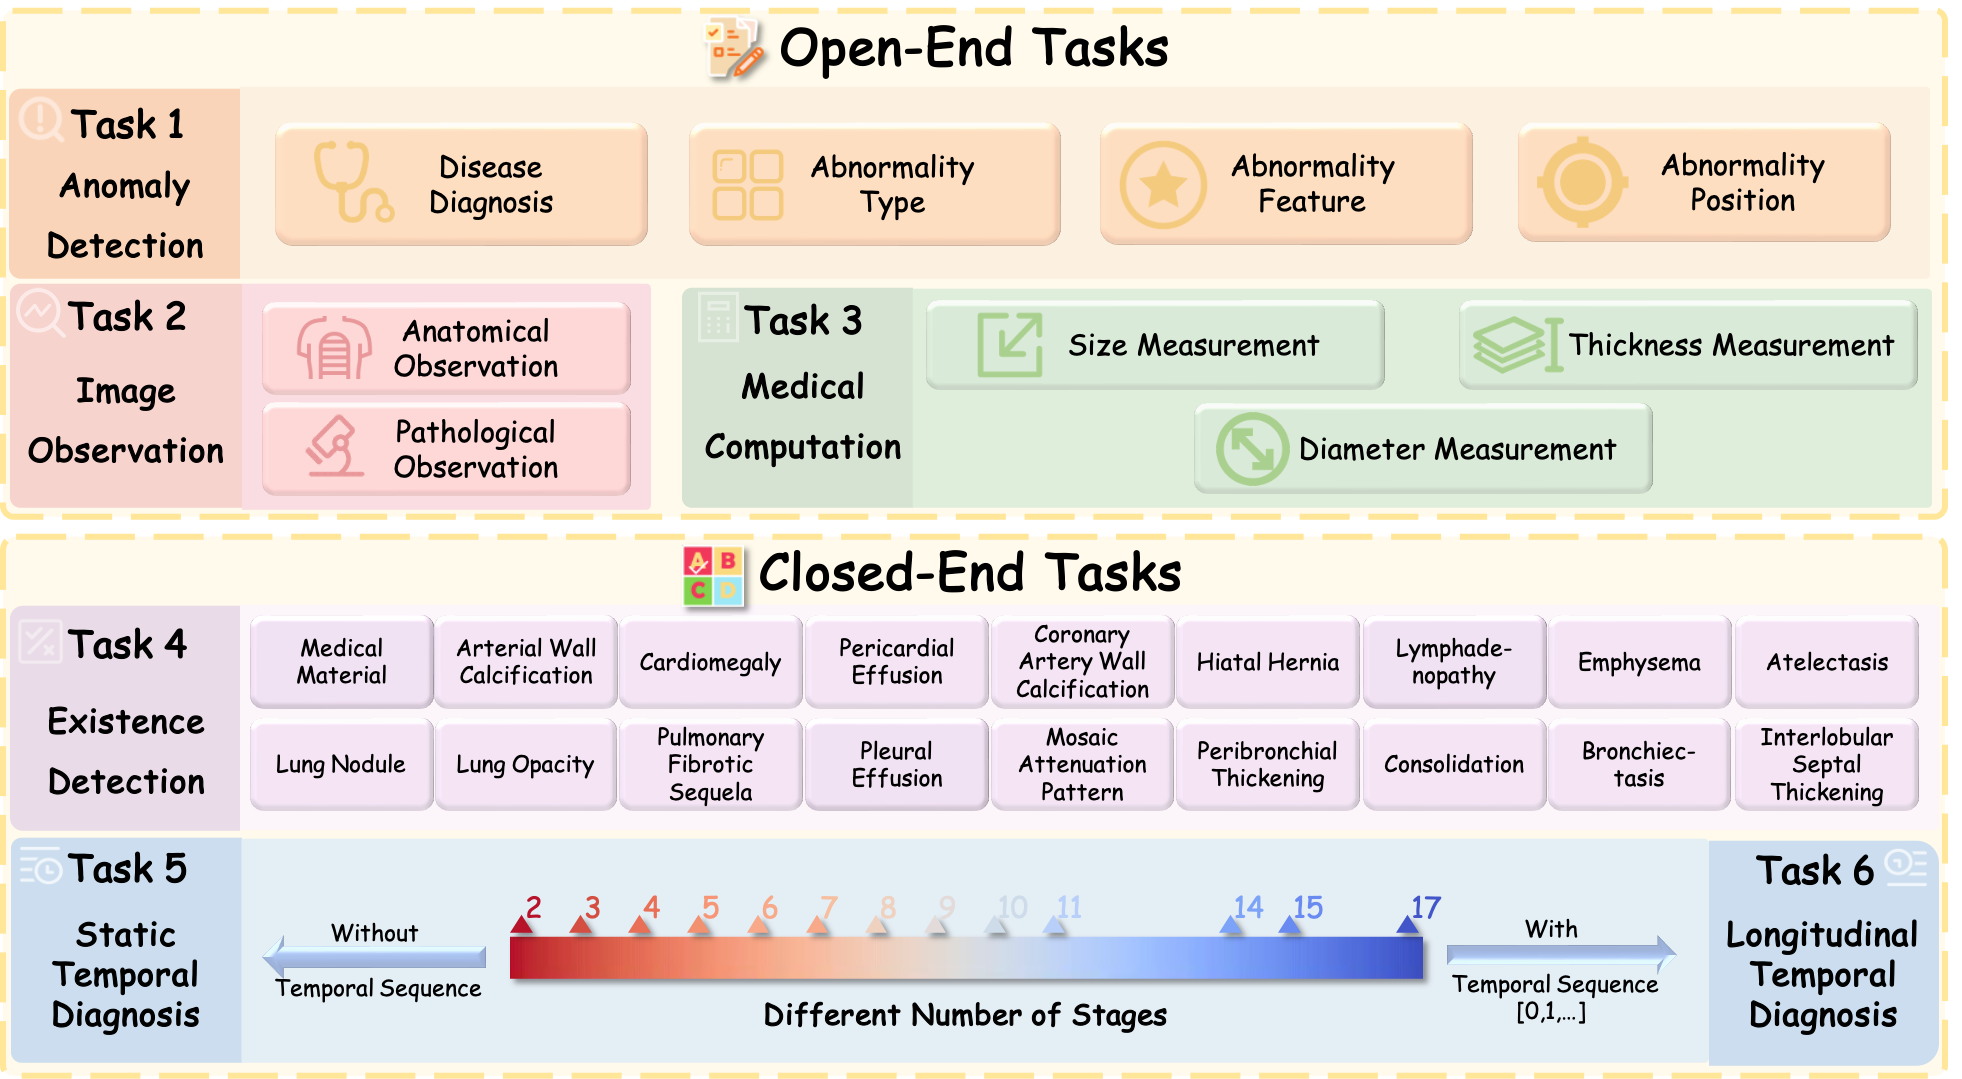 Open-End Tasks
Task 1
Anomaly
Detection
Disease
Diagnosis
Abnormality
Type
Abnormality
Feature
Abnormality
Position
Task 2
Image
Observation
Anatomical
Observation
Pathological
Observation
Task 3
Medical
Computation
Size Measurement
Thickness Measurement
Diameter Measurement
A B
C D
Closed-End Tasks
Task 4
Existence
Detection
Medical
Material
Arterial Wall
Calcification
Cardiomegaly
Pericardial
Effusion
Coronary
Artery Wall
Calcification
Hiatal Hernia
Lymphade-
nopathy
Emphysema
Atelectasis
Lung Nodule
Lung Opacity
Pulmonary
Fibrotic
Sequela
Pleural
Effusion
Mosaic
Attenuation
Pattern
Peribronchial
Thickening
Consolidation
Bronchiec-
tasis
Interlobular
Septal
Thickening
Task 5
Static
Temporal
Diagnosis
Without
Temporal Sequence
2 3 4 5 6 7 8 9 10 11 14 15 17
Different Number of Stages
With
Temporal Sequence
[0,1,...]
Task 6
Longitudinal
Temporal
Diagnosis